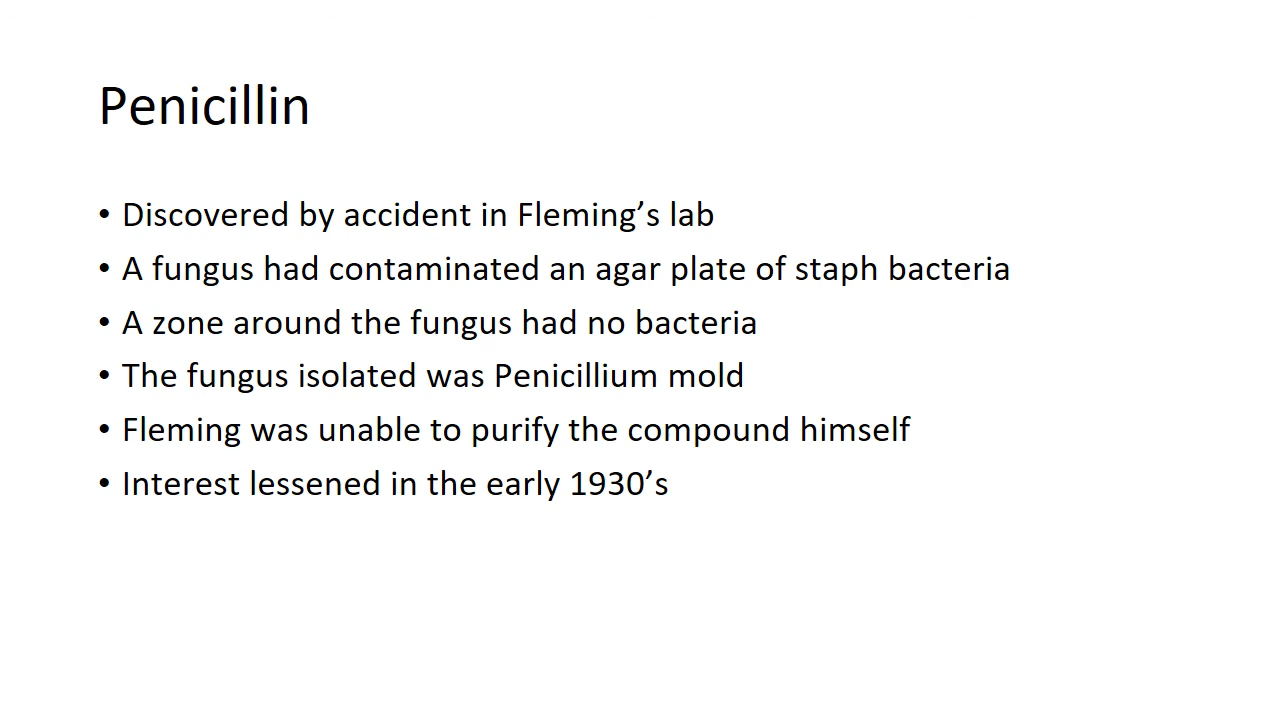 Penicillin
• Discovered by accident in Fleming’s lab
• A fungus had contaminated an agar plate of staph bacteria
• A zone around the fungus had no bacteria
• The fungus isolated was Penicillium mold
• Fleming was unable to purify the compound himself
• Interest lessened in the early 1930’s